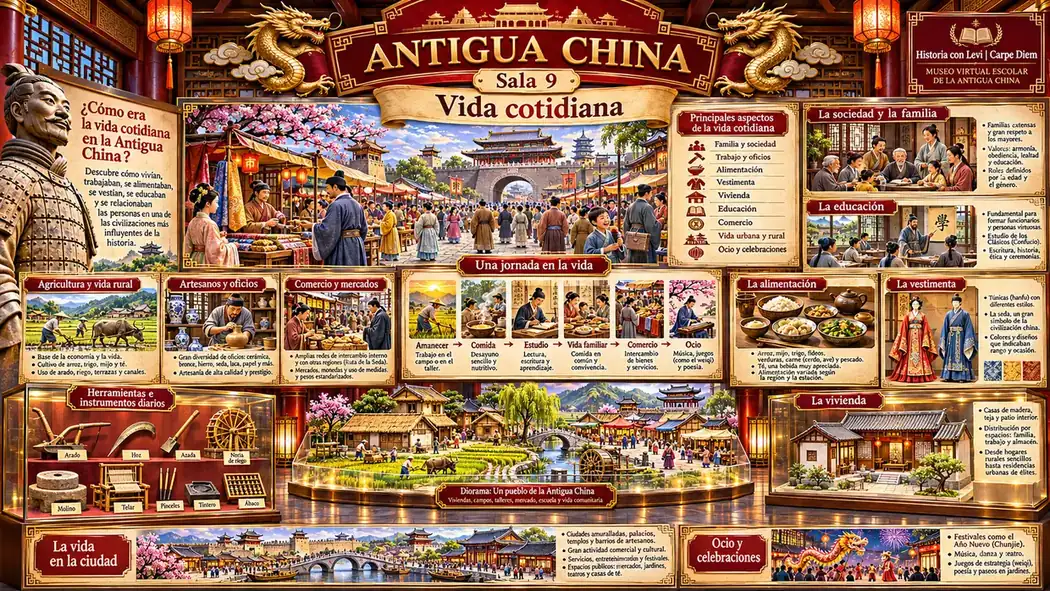 ANTIGUA CHINA
Sala 9
Vida cotidiana
Historia con Levi | Carpe Diem
MUSEO VIRTUAL ESCOLAR
DE LA ANTIGUA CHINA
¿Cómo era
la vida cotidiana
en la Antigua
China?
Descubre cómo vivían,
trabajaban, se alimentaban,
se vestían, se educaban
y se relacionaban
las personas en una de
las civilizaciones más
influyentes de la
historia.
Principales aspectos
de la vida cotidiana
Familia y sociedad
Trabajo y oficios
Alimentación
Vestimenta
Vivienda
Educación
Comercio
Vida urbana y rural
Ocio y celebraciones
La sociedad y la familia
• Familias extensas
y gran respeto a
los mayores.
• Valores: armonía,
obediencia, lealtad
y educación.
• Roles definidos
por la edad y
el género.
La educación
學
• Fundamental para
formar funcionarios
y personas virtuosas.
• Estudio de los
Clásicos (Confucio).
• Escritura, historia,
ética y ceremonias.
Agricultura y vida rural
• Base de la economía y la vida.
• Cultivo de arroz, trigo, mijo y té.
• Uso de arado, riego, terrazas y canales.
Artesanos y oficios
• Gran diversidad de oficios: cerámica,
bronce, hierro, seda, laca, papel y más.
• Artesanía de alta calidad y prestigio.
Comercio y mercados
• Amplias redes de intercambio interno
y con otras regiones (Ruta de la Seda).
• Mercados, monedas y uso de medidas
y pesos estandarizados.
Una jornada en la vida
Amanecer → Comida → Estudio → Vida familiar → Comercio → Ocio
Trabajo en el
campo o en el
taller.
Desayuno
sencillo y
nutritivo.
Lectura,
escritura y
aprendizaje.
Comida en
común y
convivencia.
Intercambio
de bienes
y servicios.
Música, juegos
(como el weiqi)
y poesía.
La alimentación
• Arroz, mijo, trigo, fideos,
verduras, carne (cerdo, ave) y pescado.
• Té, una bebida muy apreciada.
• Alimentación variada según
la región y la estación.
La vestimenta
• Túnicas (hanfu) con
diferentes estilos.
• La seda, un gran
símbolo de la
civilización china.
• Colores y diseños
que indicaban
rango y ocasión.
Herramientas e
instrumentos diarios
Arado
Hoz
Azada
Noria
de riego
Molino
Telar
Pinceles
Tintero
Ábaco
Diorama: Un pueblo de la Antigua China
Viviendas, campos, talleres, mercado, escuela y vida comunitaria
La vivienda
• Casas de madera,
teja y patio interior.
• Distribución por
espacios: familia,
trabajo y almacén.
• Desde hogares
rurales sencillos
hasta residencias
urbanas de élites.
La vida
en la ciudad
• Ciudades amuralladas, palacios,
templos y barrios de artesanos.
• Gran actividad comercial y cultural.
• Servicios, entretenimiento y festivales.
• Espacios públicos: mercados, jardines,
teatros y casas de té.
Ocio y
celebraciones
• Festivales como el
Año Nuevo (Chunjie).
• Música, danza y teatro.
• Juegos de estrategia (weiqi),
poesía y paseos en jardines.